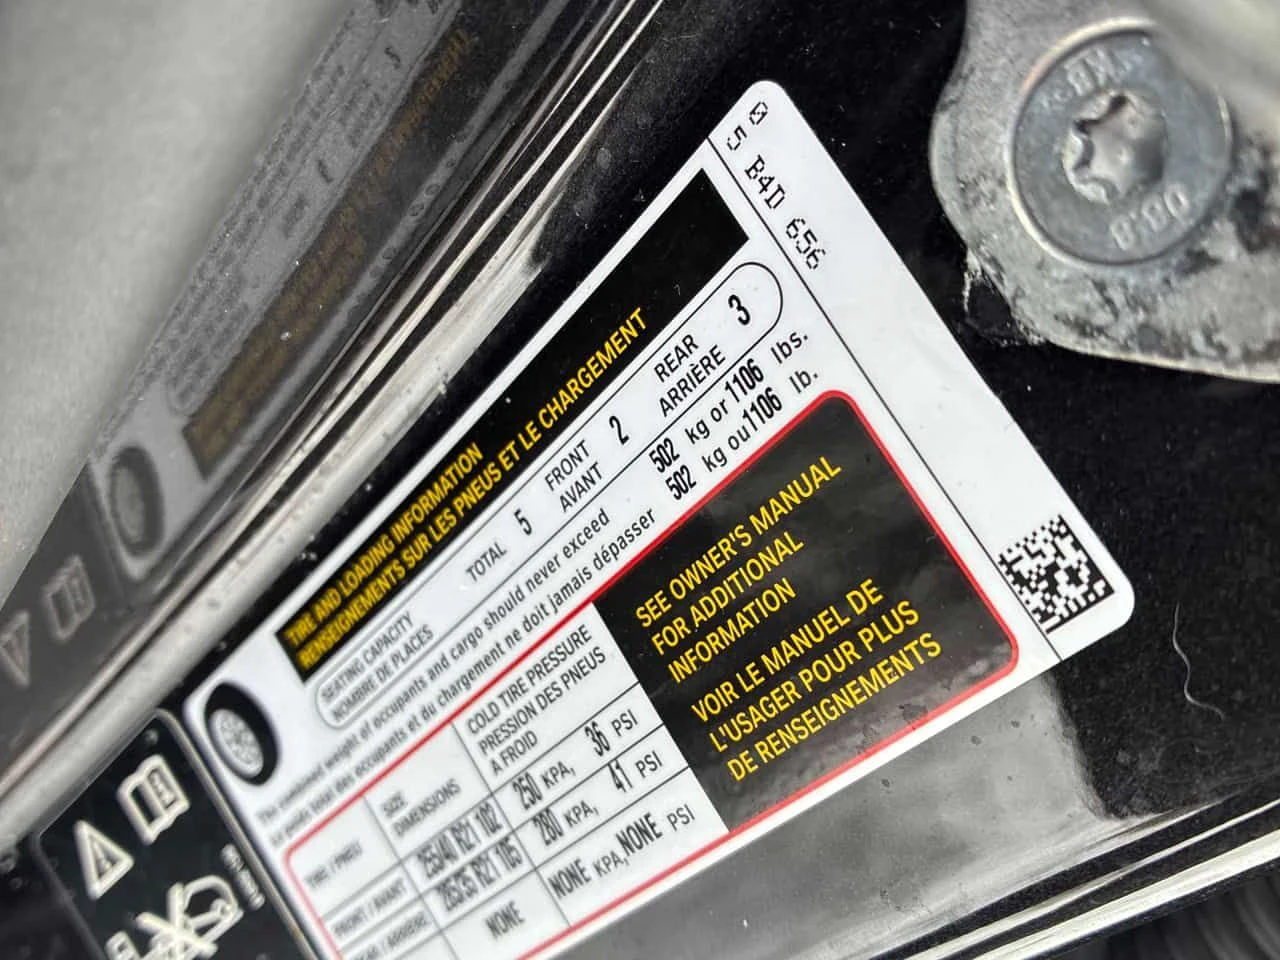 0
5 B4D 656
TIRE AND LOADING INFORMATION
RENSEIGNEMENTS SUR LES PNEUS ET LE CHARGEMENT
SEATING CAPACITY
NOMBRE DE PLACES
TOTAL 5
FRONT
AVANT 2
REAR
ARRIÈRE 3
The combined weight of occupants and cargo should never exceed 502 kg or 1106 lbs.
Le poids total des occupants et du chargement ne doit jamais dépasser 502 kg ou 1106 lb.
TIRE / PNEU
SIZE
DIMENSIONS
COLD TIRE PRESSURE
PRESSION DES PNEUS
A FROID
FRONT / AVANT
R21 102
250 KPA, 36 PSI
/ ARRIERE
R21 105
280 KPA, 41 PSI
NONE
NONE KPA, NONE PSI
SEE OWNER'S MANUAL
FOR ADDITIONAL
INFORMATION
VOIR LE MANUEL DE
L'USAGER POUR PLUS
DE RENSEIGNEMENTS